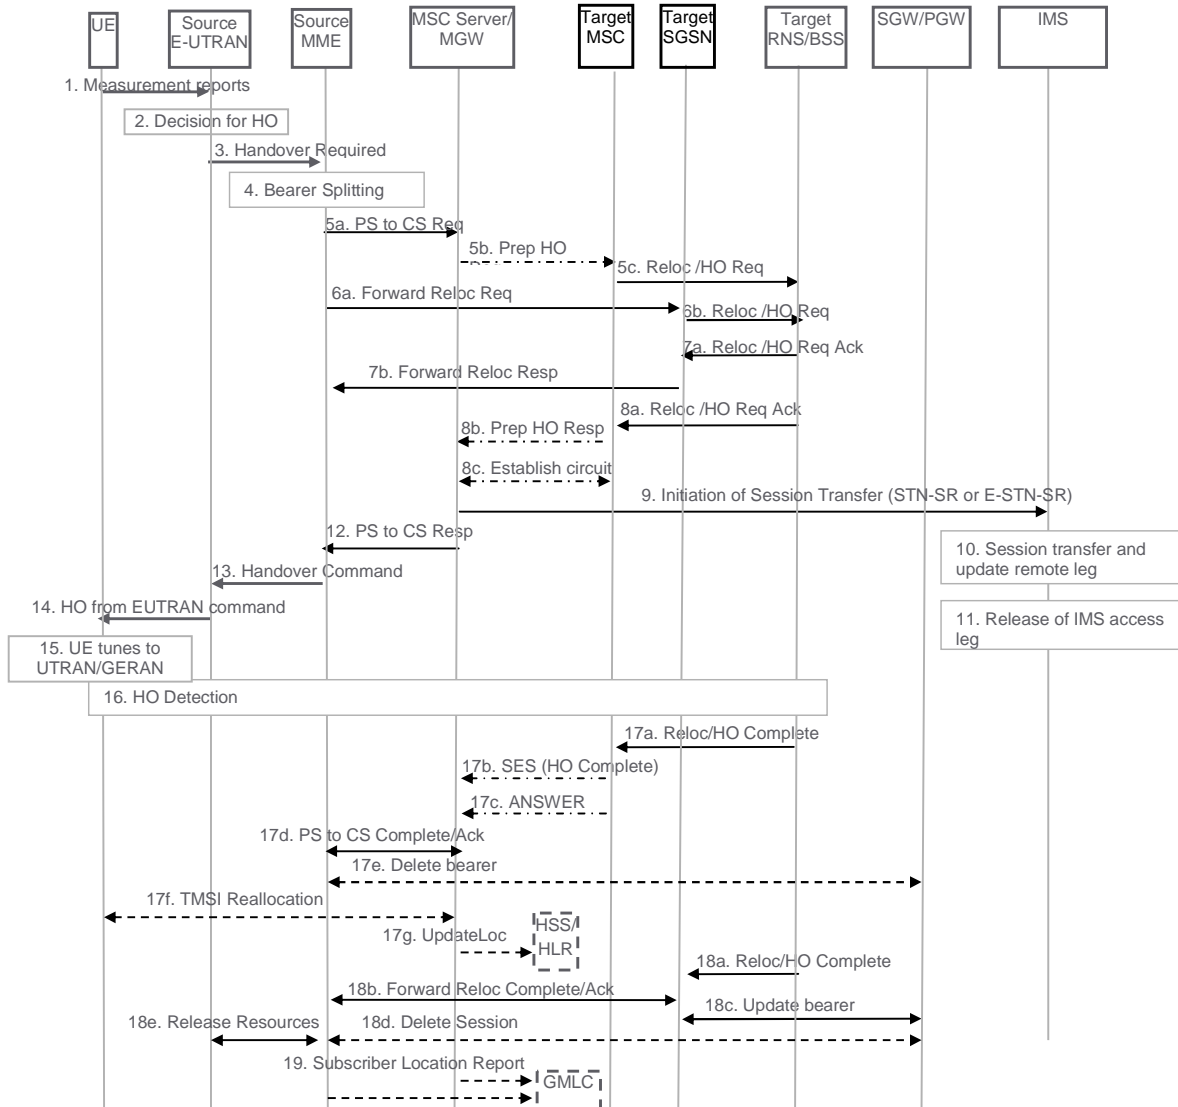 UE
Source
E-UTRAN
Source
MME
MSC Server/
MGW
Target
MSC
Target
SGSN
Target
RNS/BSS
SGW/PGW
IMS
1. Measurement reports
2. Decision for HO
3. Handover Required
4. Bearer Splitting
5a. PS to CS Req
5b. Prep HO
5c. Reloc /HO Req
6a. Forward Reloc Req
6b. Reloc /HO Req
7a. Reloc /HO Req Ack
7b. Forward Reloc Resp
8a. Reloc /HO Req Ack
8b. Prep HO Resp
8c. Establish circuit
9. Initiation of Session Transfer (STN-SR or E-STN-SR)
12. PS to CS Resp
10. Session transfer and
update remote leg
13. Handover Command
14. HO from EUTRAN command
11. Release of IMS access
leg
15. UE tunes to
UTRAN/GERAN
16. HO Detection
17a. Reloc/HO Complete
17b. SES (HO Complete)
17c. ANSWER
17d. PS to CS Complete/Ack
17e. Delete bearer
17f. TMSI Reallocation
17g. UpdateLoc
HSS/
HLR
18a. Reloc/HO Complete
18b. Forward Reloc Complete/Ack
18c. Update bearer
18e. Release Resources
18d. Delete Session
19. Subscriber Location Report
GMLC